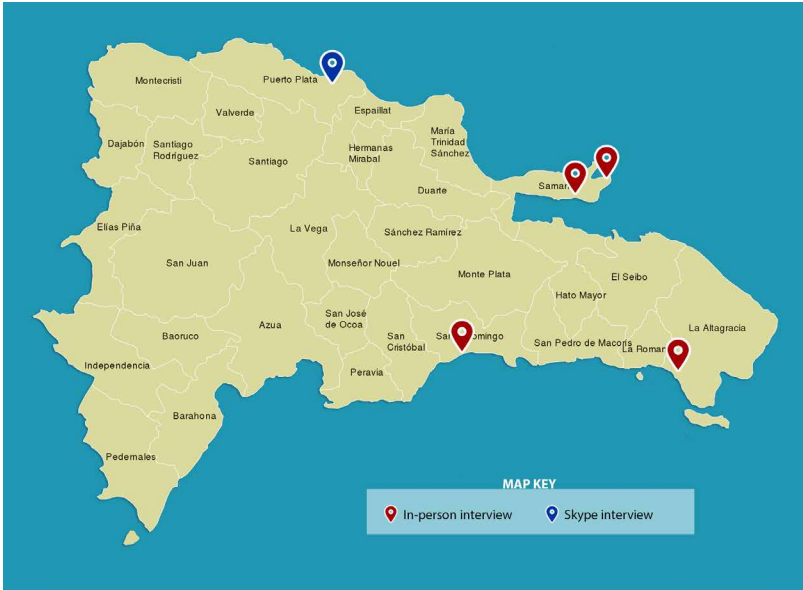 Montecristi
Puerto Plata
Valverde
Espaillat
María
Trinidad
Sánchez
Dajabón
Santiago
Rodríguez
Hermanas
Mirabal
Santiago
Duarte
Elías Piña
La Vega
Sánchez Ramírez
San Juan
Monseñor Nouel
Monte Plata
El Seibo
Hato Mayor
La Altagracia
Azua
San José
de Ocoa
San
Cristóbal
Baoruco
San Pedro de Macorís
Independencia
Peravia
Barahona
Pedernales
MAP KEY
In-person interview
Skype interview